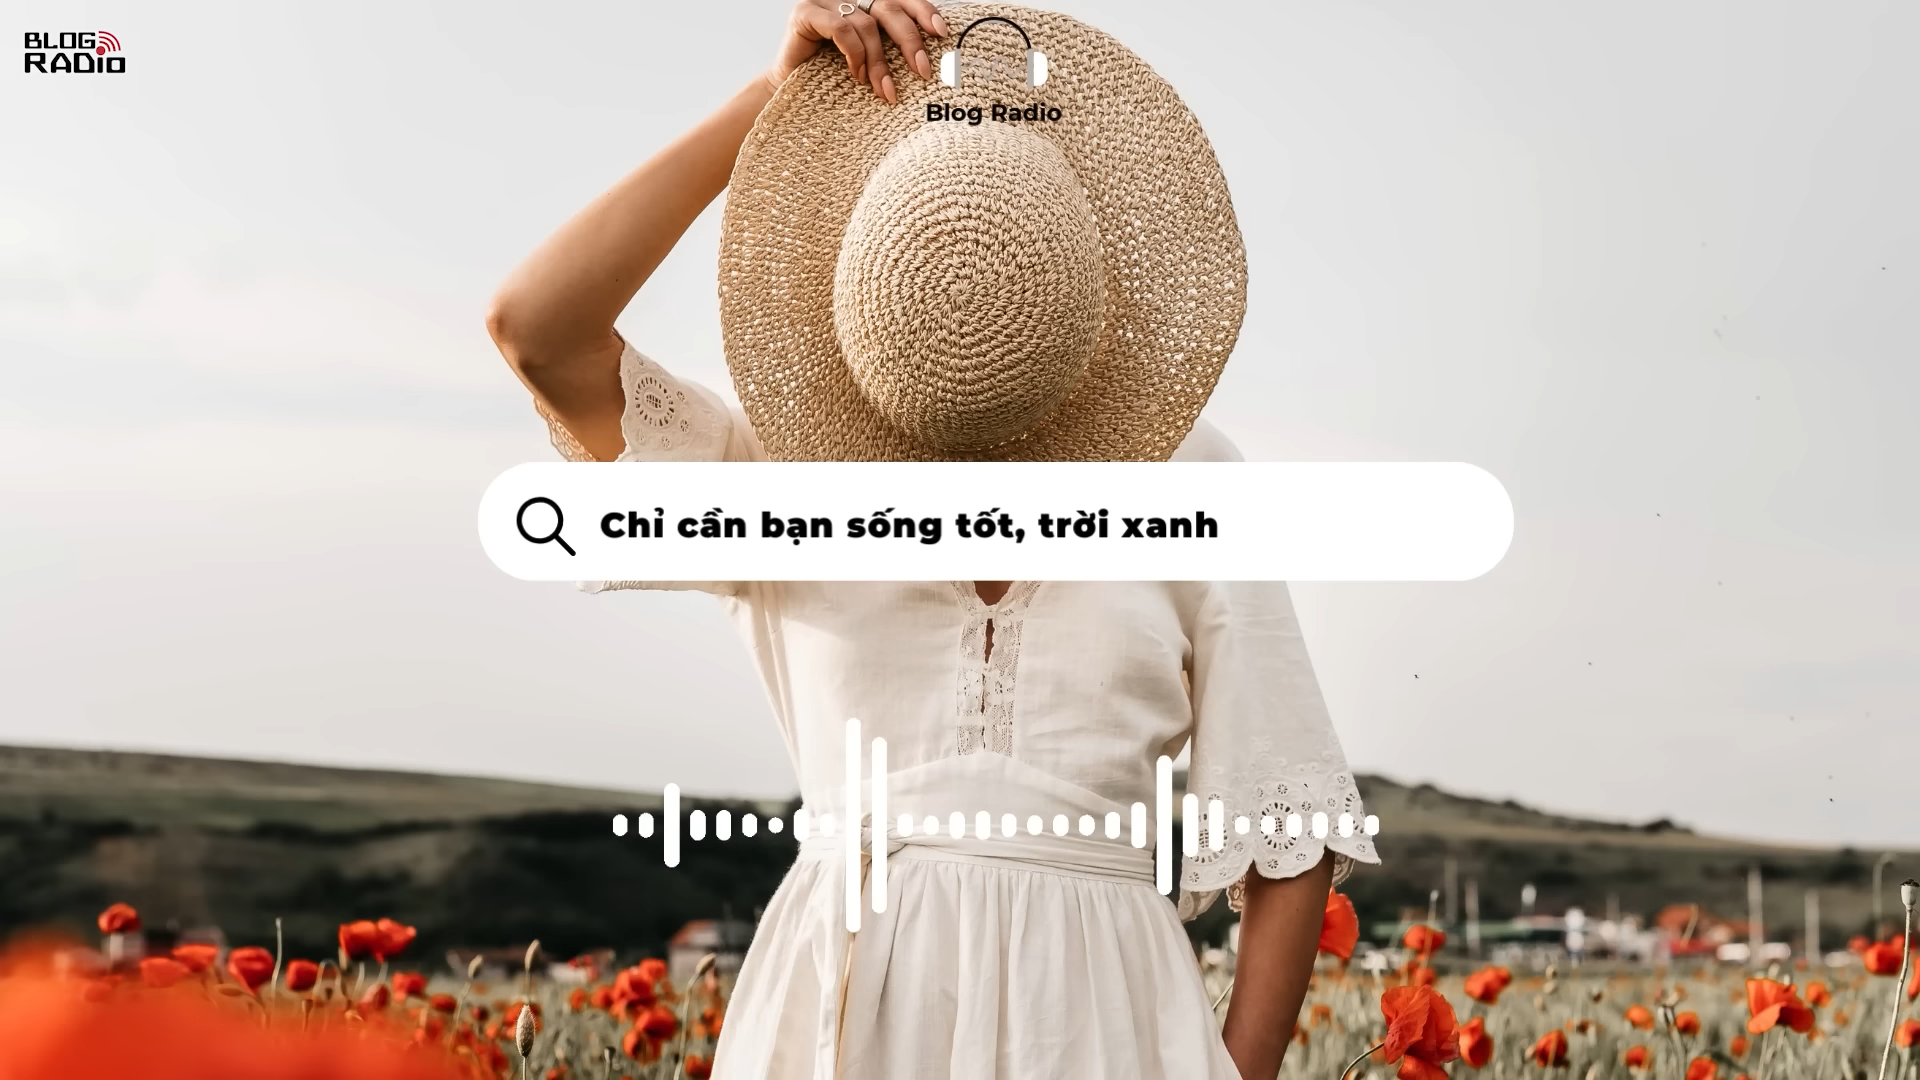 BLOG RADIO
Blog Radio
Chỉ cần bạn sống tốt, trời xanh